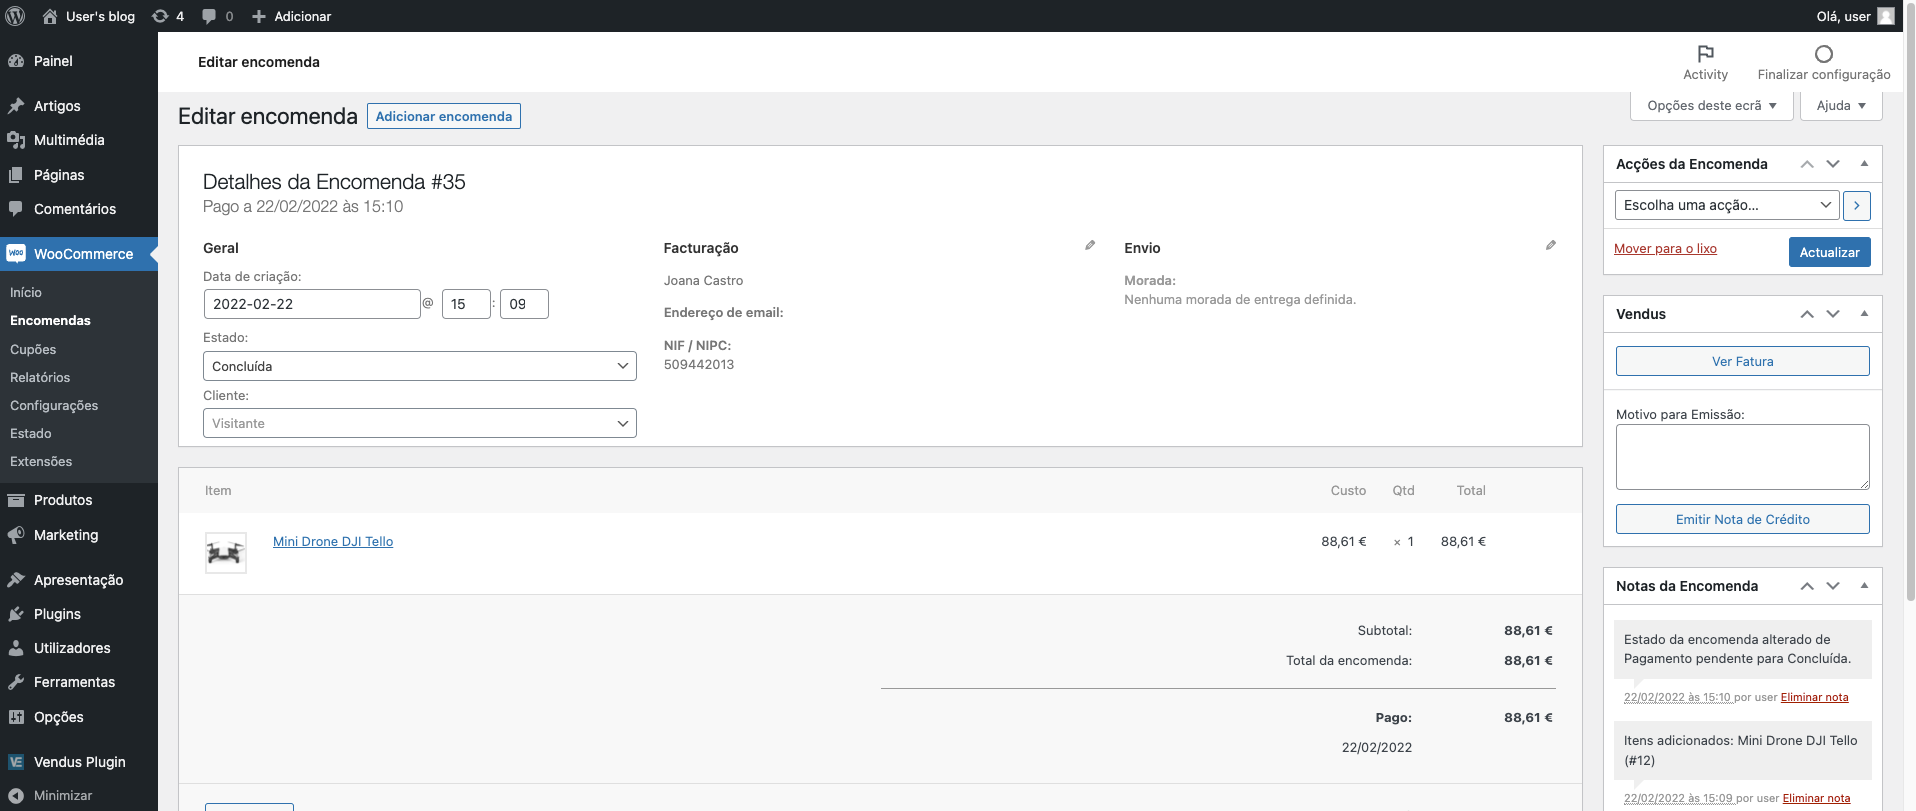 User's blog 4 0 Adicionar
Olá, user
Painel
Artigos
Multimédia
Páginas
Comentários
WooCommerce
Início
Encomendas
Cupões
Relatórios
Configurações
Estado
Extensões
Produtos
Marketing
Apresentação
Plugins
Utilizadores
Ferramentas
Opções
VE Vendus Plugin
Minimizar
Editar encomenda
Activity
Finalizar configuração
Opções deste ecrã
Ajuda
Editar encomenda
Adicionar encomenda
Detalhes da Encomenda #35
Pago a 22/02/2022 às 15:10
Geral
Data de criação:
2022-02-22 @ 15 : 09
Estado:
Concluída
Cliente:
Visitante
Facturação
Joana Castro
Endereço de email:
NIF / NIPC:
509442013
Envio
Morada:
Nenhuma morada de entrega definida.
Item Custo Qtd Total
Mini Drone DJI Tello 88,61 € × 1 88,61 €
Subtotal: 88,61 €
Total da encomenda: 88,61 €
Pago: 88,61 €
22/02/2022
Acções da Encomenda
Escolha uma acção...
Mover para o lixo
Actualizar
Vendus
Ver Fatura
Motivo para Emissão:
Emitir Nota de Crédito
Notas da Encomenda
Estado da encomenda alterado de
Pagamento pendente para Concluída.
22/02/2022 às 15:10 por user Eliminar nota
Itens adicionados: Mini Drone DJI Tello
(#12)
22/02/2022 às 15:09 por user Eliminar nota